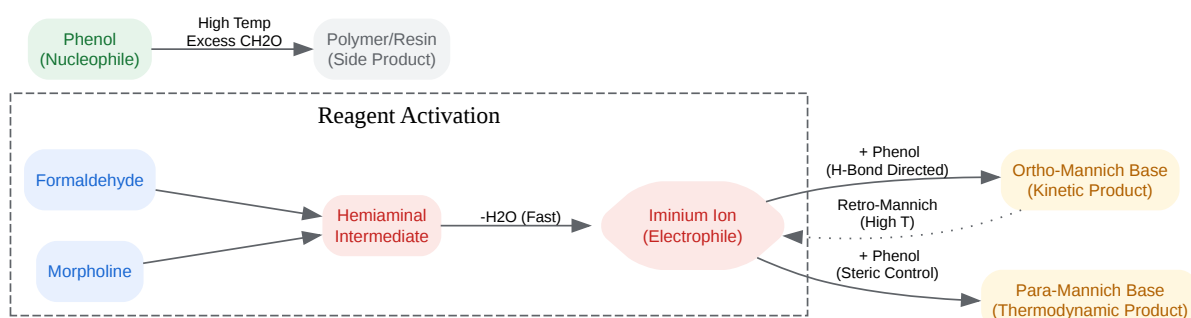 Phenol
(Nucleophile)
High Temp
Excess CH2O
Polymer/Resin
(Side Product)
Reagent Activation
Formaldehyde
Morpholine
Hemiaminal
Intermediate
-H2O (Fast)
Iminium Ion
(Electrophile)
+ Phenol
(H-Bond Directed)
Ortho-Mannich Base
(Kinetic Product)
Retro-Mannich
(High T)
+ Phenol
(Steric Control)
Para-Mannich Base
(Thermodynamic Product)